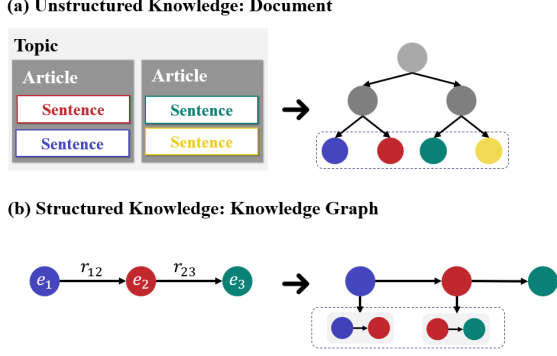 (a) Unstructured Knowledge: Document
Topic
Article Article
Sentence Sentence
Sentence Sentence
(b) Structured Knowledge: Knowledge Graph
r₁₂ r₂₃
e₁ e₂ e₃